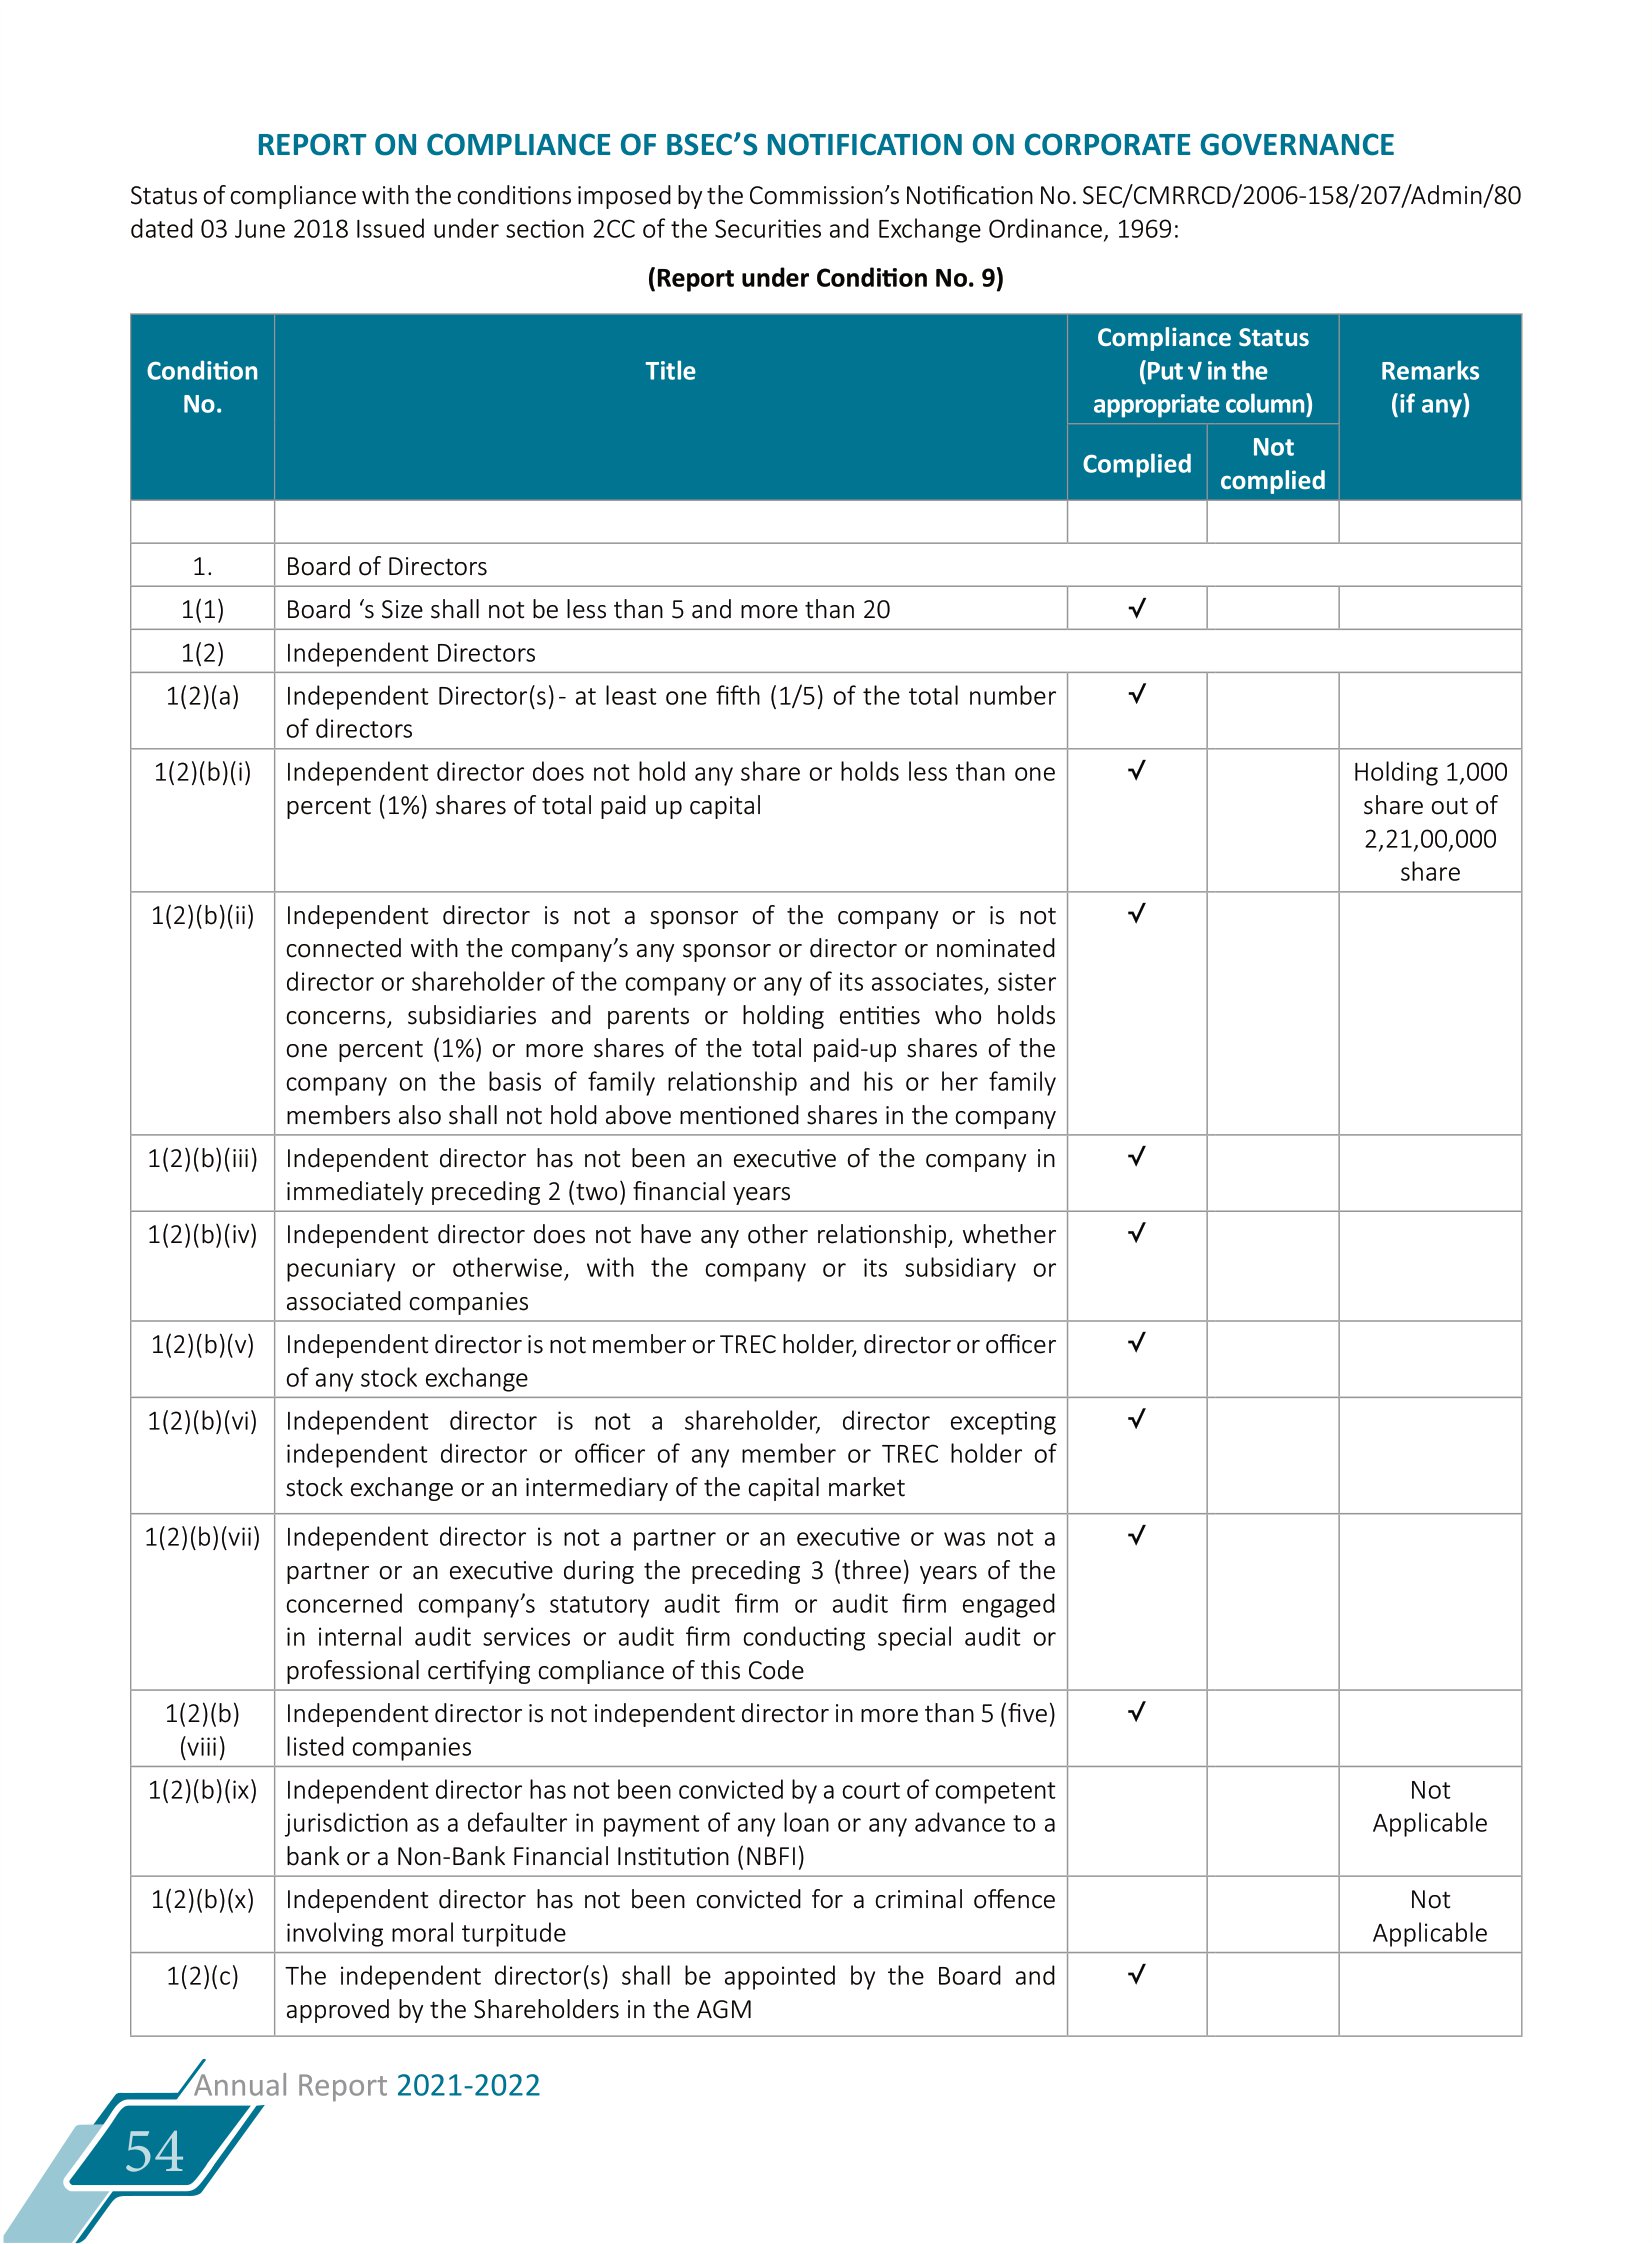 REPORT ON COMPLIANCE OF BSEC’S NOTIFICATION ON CORPORATE GOVERNANCE
Status of compliance with the conditions imposed by the Commission’s Notification No. SEC/CMRRCD/2006-158/207/Admin/80
dated 03 June 2018 Issued under section 2CC of the Securities and Exchange Ordinance, 1969:
(Report under Condition No. 9)
Condition
No.
Title
Compliance Status
(Put √ in the
appropriate column)
Complied
Not
complied
Remarks
(if any)
1.
Board of Directors
1(1)
Board ‘s Size shall not be less than 5 and more than 20
√
1(2)
Independent Directors
1(2)(a)
Independent Director(s)- at least one fifth (1/5) of the total number
of directors
√
1(2)(b)(i)
Independent director does not hold any share or holds less than one
percent (1%) shares of total paid up capital
√
Holding 1,000
share out of
2,21,00,000
share
1(2)(b)(ii)
Independent director is not a sponsor of the company or is not
connected with the company’s any sponsor or director or nominated
director or shareholder of the company or any of its associates, sister
concerns, subsidiaries and parents or holding entities who holds
one percent (1%) or more shares of the total paid-up shares of the
company on the basis of family relationship and his or her family
members also shall not hold above mentioned shares in the company
√
1(2)(b)(iii)
Independent director has not been an executive of the company in
immediately preceding 2 (two) financial years
√
1(2)(b)(iv)
Independent director does not have any other relationship, whether
pecuniary or otherwise, with the company or its subsidiary or
associated companies
√
1(2)(b)(v)
Independent director is not member or TREC holder, director or officer
of any stock exchange
√
1(2)(b)(vi)
Independent director is not a shareholder, director excepting
independent director or officer of any member or TREC holder of
stock exchange or an intermediary of the capital market
√
1(2)(b)(vii)
Independent director is not a partner or an executive or was not a
partner or an executive during the preceding 3 (three) years of the
concerned company’s statutory audit firm or audit firm engaged
in internal audit services or audit firm conducting special audit or
professional certifying compliance of this Code
√
1(2)(b)
(viii)
Independent director is not independent director in more than 5 (five)
listed companies
√
1(2)(b)(ix)
Independent director has not been convicted by a court of competent
jurisdiction as a defaulter in payment of any loan or any advance to a
bank or a Non-Bank Financial Institution (NBFI)
Not
Applicable
1(2)(b)(x)
Independent director has not been convicted for a criminal offence
involving moral turpitude
Not
Applicable
1(2)(c)
The independent director(s) shall be appointed by the Board and
approved by the Shareholders in the AGM
√
Annual Report 2021-2022
54